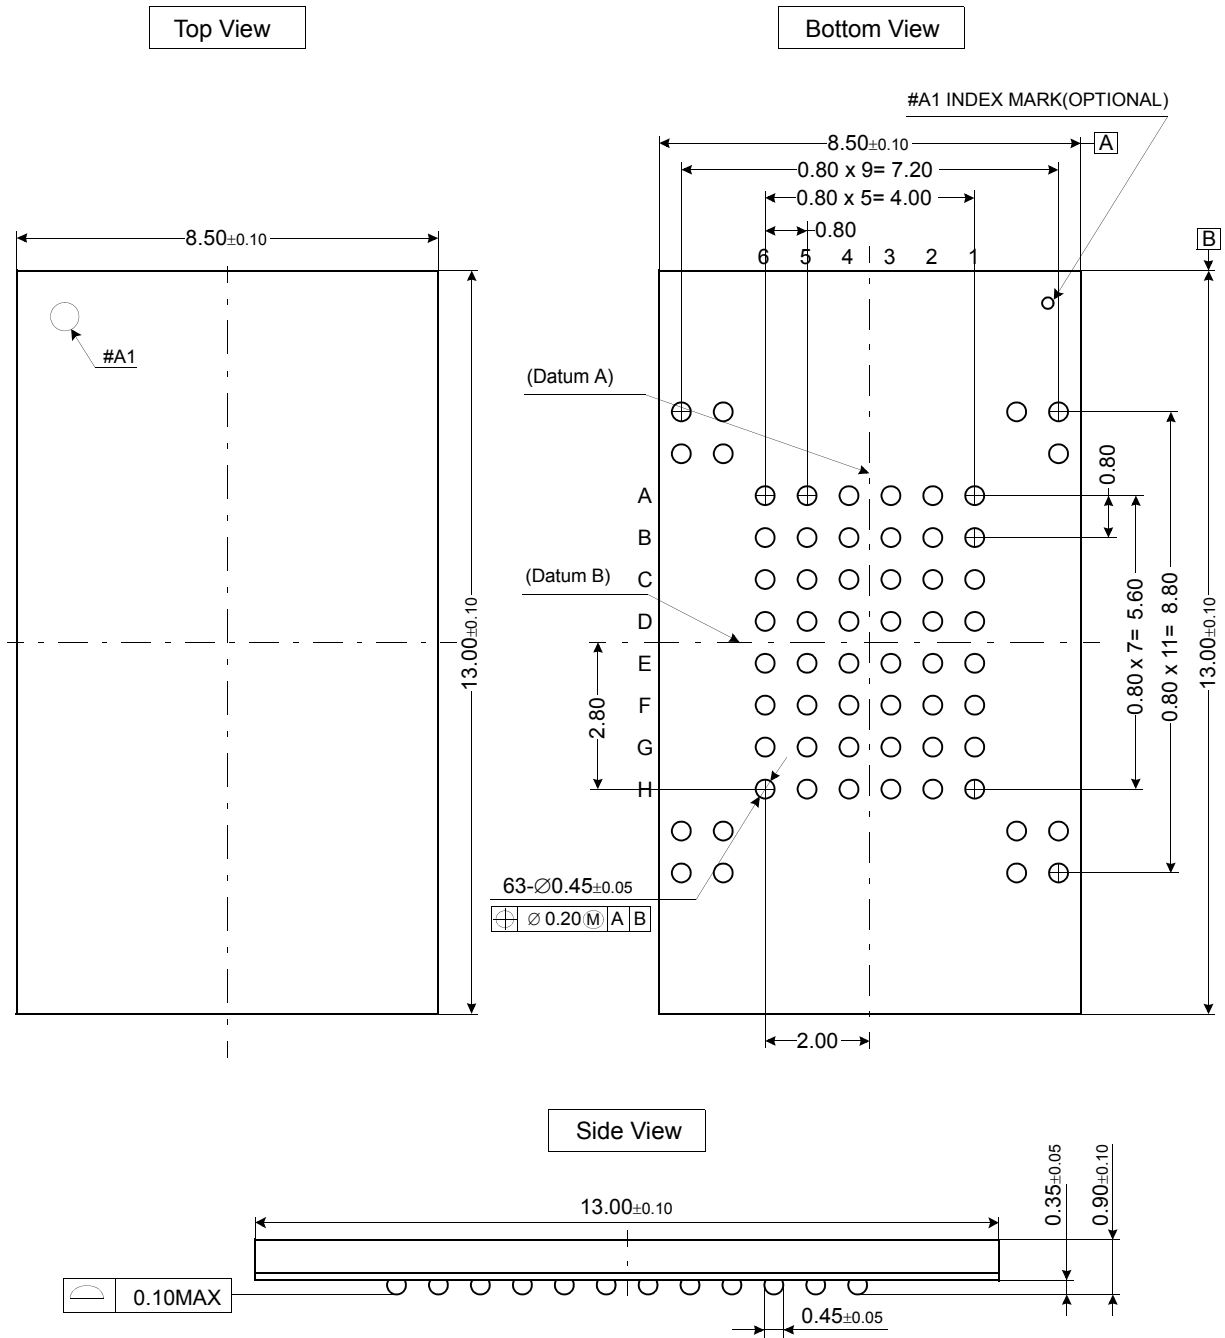 Top View
Bottom View
#A1 INDEX MARK(OPTIONAL)
8.50±0.10
A
0.80 x 9= 7.20
0.80 x 5= 4.00
0.80
8.50±0.10
B
6 5 4 3 2 1
#A1
(Datum A)
0.80
A
B
(Datum B)
C
D
E
F
G
H
13.00±0.10
2.80
0.80 x 7= 5.60
0.80 x 11= 8.80
13.00±0.10
63-∅0.45±0.05
⌖ ∅ 0.20 Ⓜ A B
2.00
Side View
13.00±0.10
0.35±0.05
0.90±0.10
0.10MAX
0.45±0.05